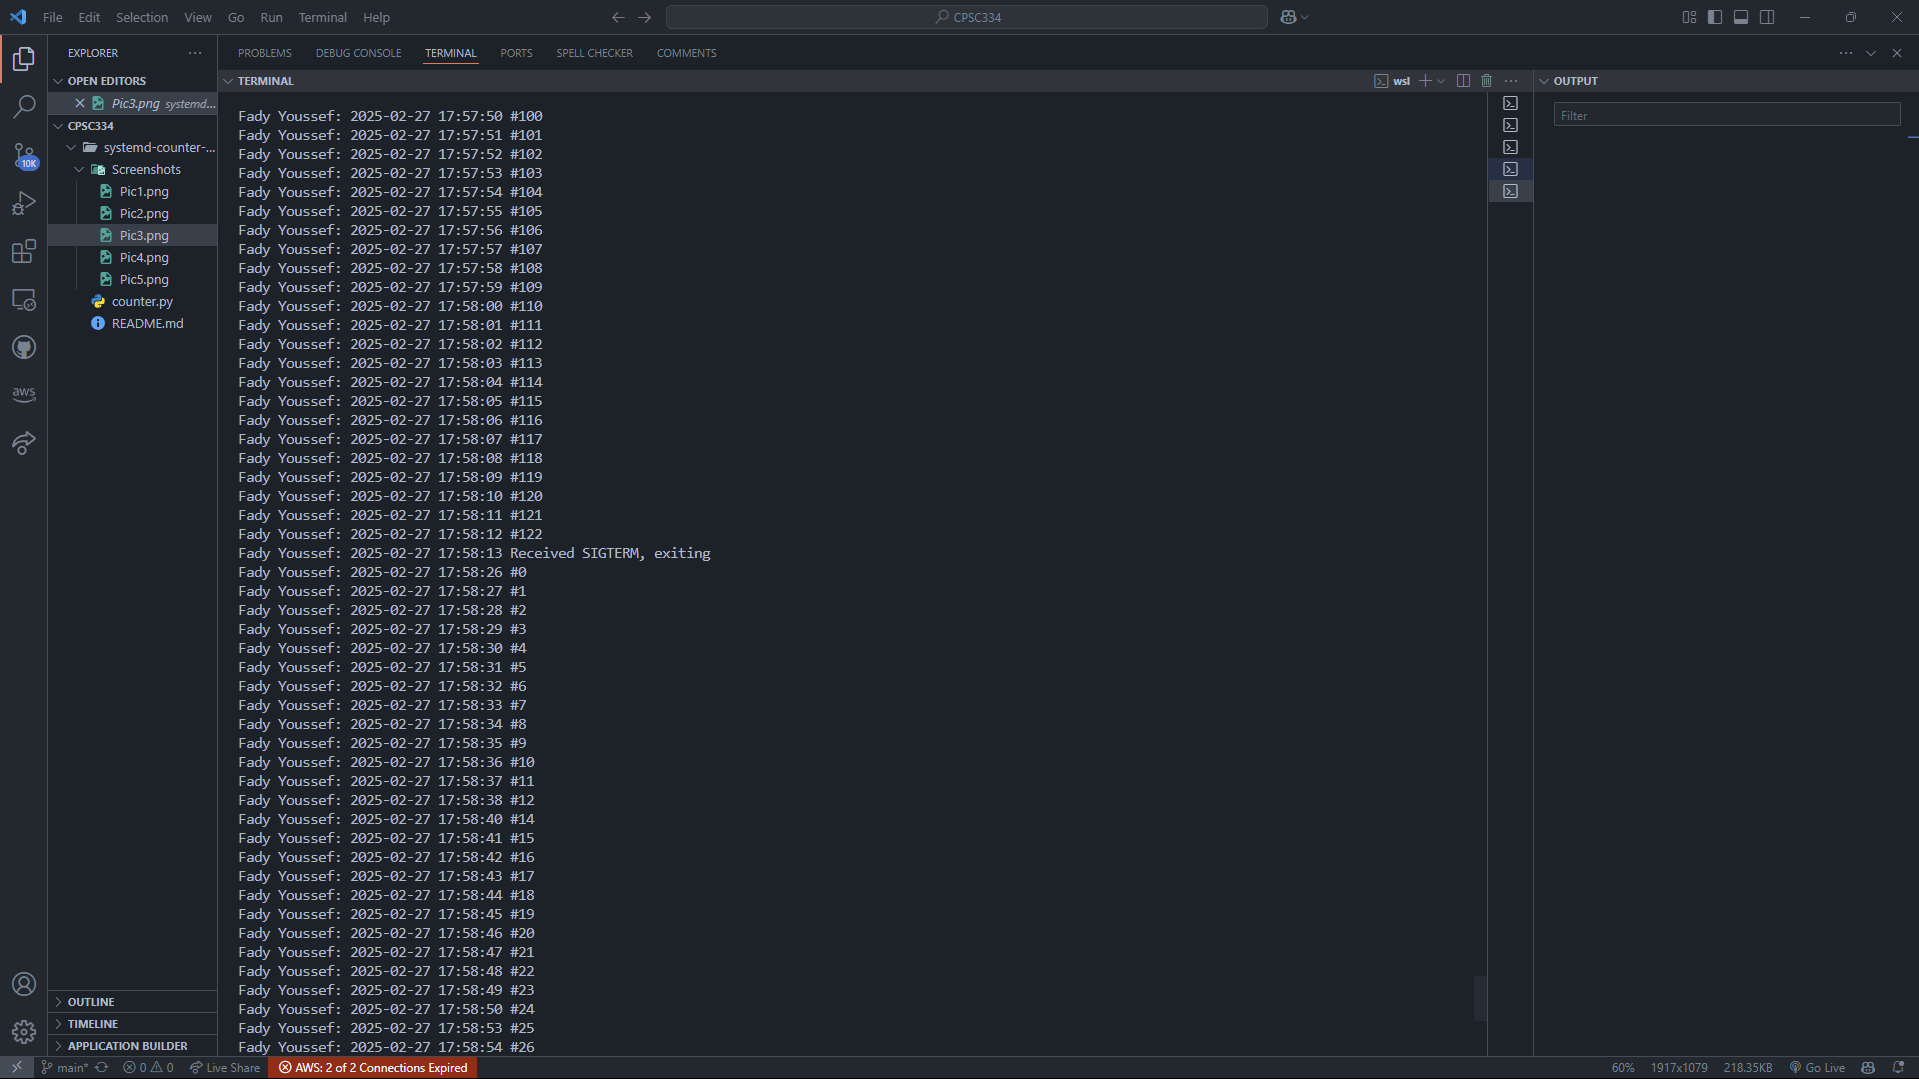 File Edit Selection View Go Run Terminal Help
CPSC334
EXPLORER
PROBLEMS DEBUG CONSOLE TERMINAL PORTS SPELL CHECKER COMMENTS
OPEN EDITORS
TERMINAL
wsl
OUTPUT
Pic3.png systemd...
Filter
CPSC334
systemd-counter-...
Screenshots
Pic1.png
Pic2.png
Pic3.png
Pic4.png
Pic5.png
counter.py
README.md
10K
aws
Fady Youssef: 2025-02-27 17:57:50 #100
Fady Youssef: 2025-02-27 17:57:51 #101
Fady Youssef: 2025-02-27 17:57:52 #102
Fady Youssef: 2025-02-27 17:57:53 #103
Fady Youssef: 2025-02-27 17:57:54 #104
Fady Youssef: 2025-02-27 17:57:55 #105
Fady Youssef: 2025-02-27 17:57:56 #106
Fady Youssef: 2025-02-27 17:57:57 #107
Fady Youssef: 2025-02-27 17:57:58 #108
Fady Youssef: 2025-02-27 17:57:59 #109
Fady Youssef: 2025-02-27 17:58:00 #110
Fady Youssef: 2025-02-27 17:58:01 #111
Fady Youssef: 2025-02-27 17:58:02 #112
Fady Youssef: 2025-02-27 17:58:03 #113
Fady Youssef: 2025-02-27 17:58:04 #114
Fady Youssef: 2025-02-27 17:58:05 #115
Fady Youssef: 2025-02-27 17:58:06 #116
Fady Youssef: 2025-02-27 17:58:07 #117
Fady Youssef: 2025-02-27 17:58:08 #118
Fady Youssef: 2025-02-27 17:58:09 #119
Fady Youssef: 2025-02-27 17:58:10 #120
Fady Youssef: 2025-02-27 17:58:11 #121
Fady Youssef: 2025-02-27 17:58:12 #122
Fady Youssef: 2025-02-27 17:58:13 Received SIGTERM, exiting
Fady Youssef: 2025-02-27 17:58:26 #0
Fady Youssef: 2025-02-27 17:58:27 #1
Fady Youssef: 2025-02-27 17:58:28 #2
Fady Youssef: 2025-02-27 17:58:29 #3
Fady Youssef: 2025-02-27 17:58:30 #4
Fady Youssef: 2025-02-27 17:58:31 #5
Fady Youssef: 2025-02-27 17:58:32 #6
Fady Youssef: 2025-02-27 17:58:33 #7
Fady Youssef: 2025-02-27 17:58:34 #8
Fady Youssef: 2025-02-27 17:58:35 #9
Fady Youssef: 2025-02-27 17:58:36 #10
Fady Youssef: 2025-02-27 17:58:37 #11
Fady Youssef: 2025-02-27 17:58:38 #12
Fady Youssef: 2025-02-27 17:58:40 #14
Fady Youssef: 2025-02-27 17:58:41 #15
Fady Youssef: 2025-02-27 17:58:42 #16
Fady Youssef: 2025-02-27 17:58:43 #17
Fady Youssef: 2025-02-27 17:58:44 #18
Fady Youssef: 2025-02-27 17:58:45 #19
Fady Youssef: 2025-02-27 17:58:46 #20
Fady Youssef: 2025-02-27 17:58:47 #21
Fady Youssef: 2025-02-27 17:58:48 #22
Fady Youssef: 2025-02-27 17:58:49 #23
Fady Youssef: 2025-02-27 17:58:50 #24
Fady Youssef: 2025-02-27 17:58:53 #25
Fady Youssef: 2025-02-27 17:58:54 #26
OUTLINE
TIMELINE
APPLICATION BUILDER
main* 0 0 Live Share AWS: 2 of 2 Connections Expired 60% 1917x1079 218.35KB Go Live